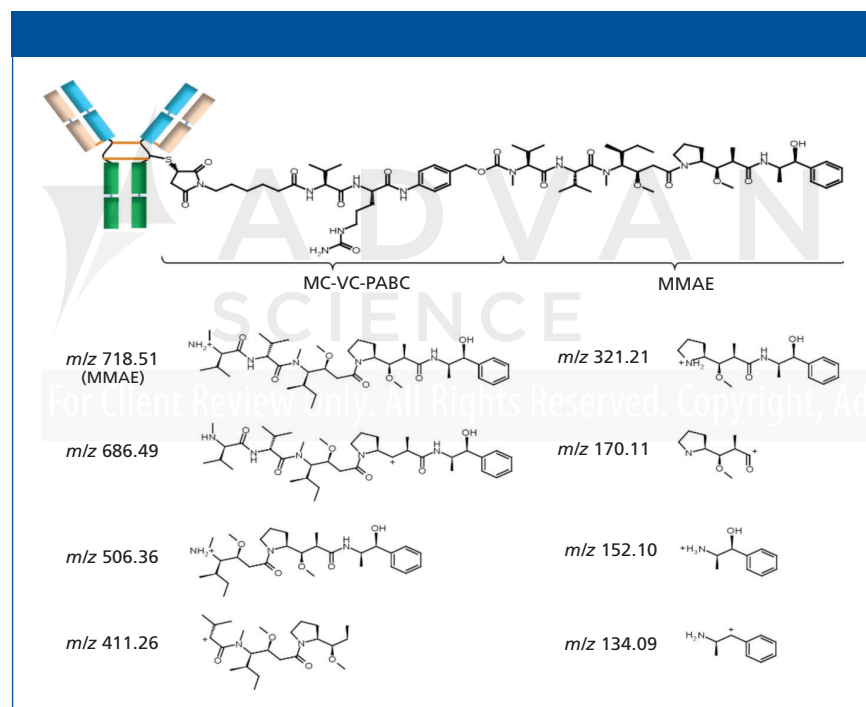 MC-VC-PABC
MMAE
m/z 718.51
(MMAE)
m/z 686.49
m/z 506.36
m/z 411.26
m/z 321.21
m/z 170.11
m/z 152.10
m/z 134.09
ADVAN
SCIENCE
For Client Review Only. All Rights Reserved. Copyright, Ad